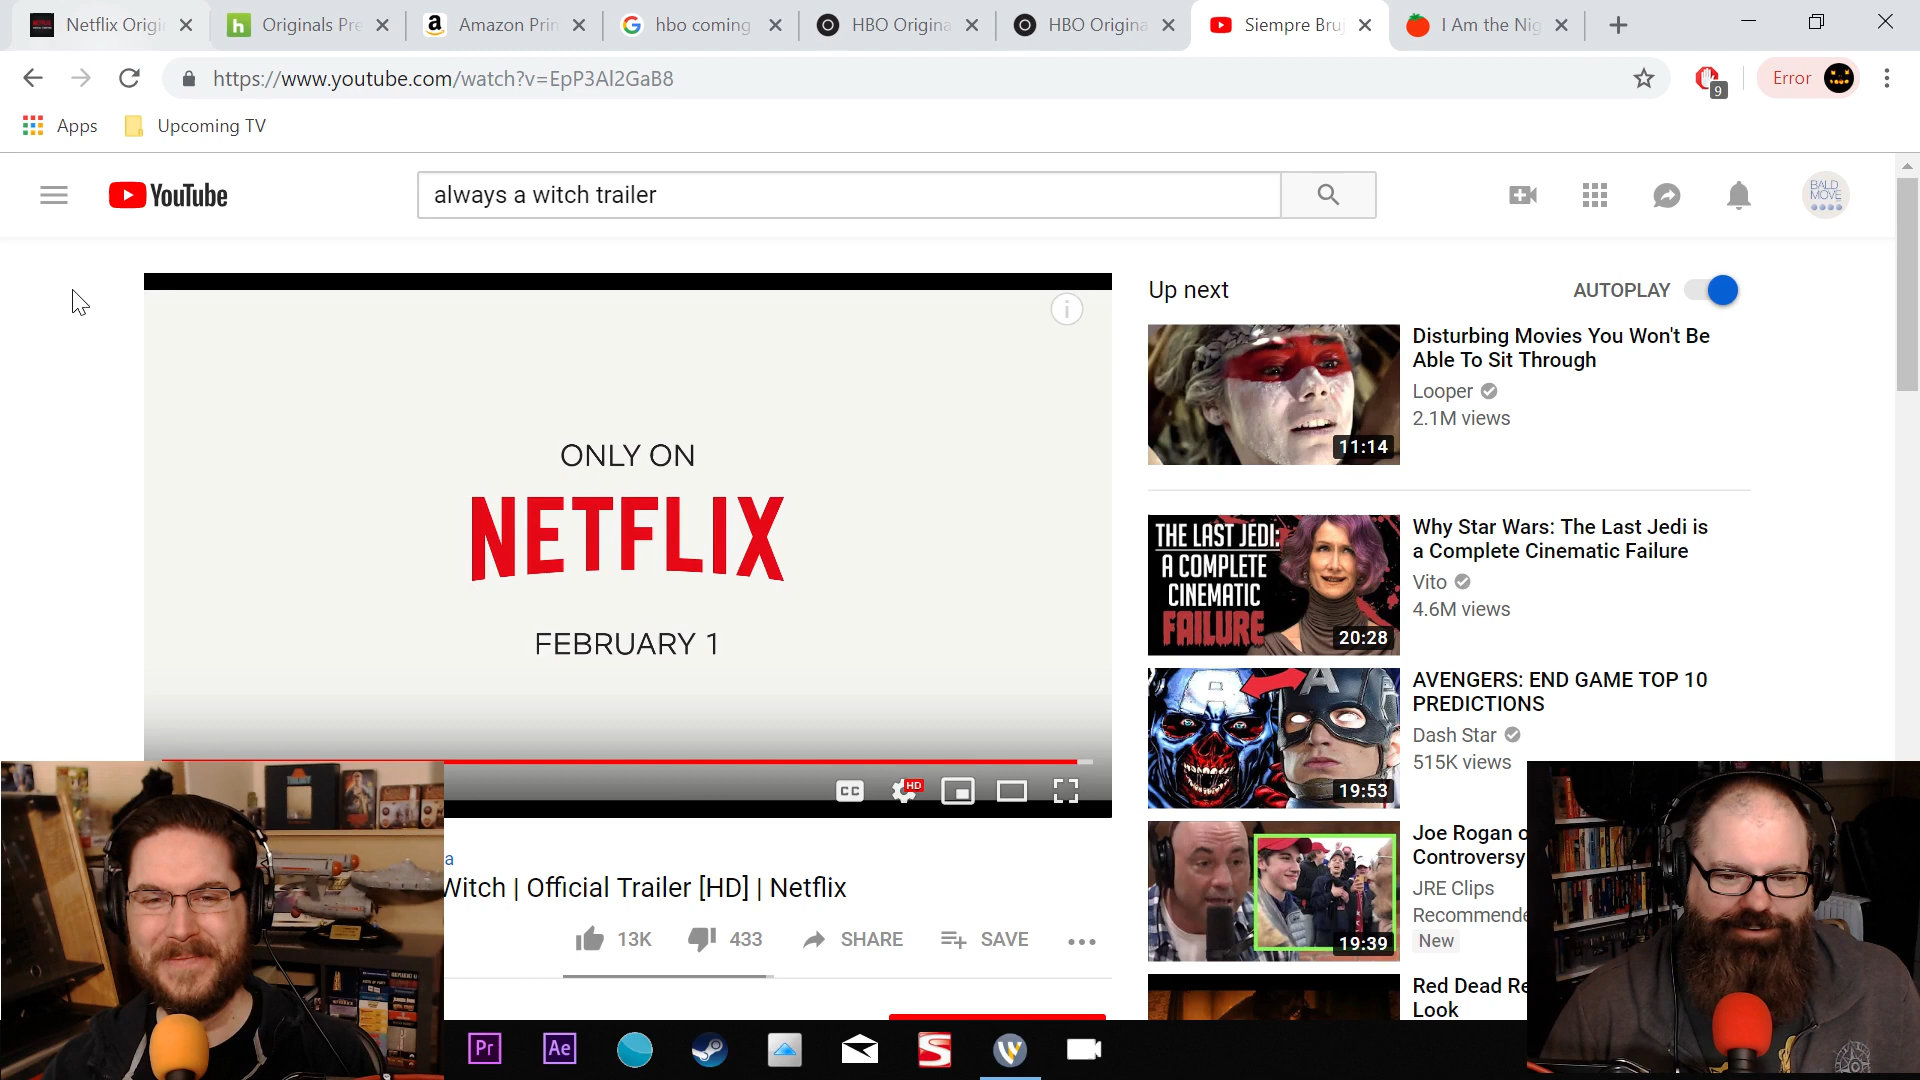 Netflix Origi
Originals Pre
Amazon Prin
hbo coming
HBO Origina
HBO Origina
Siempre Bru
I Am the Nig
https://www.youtube.com/watch?v=EpP3Al2GaB8
9
Error
Apps
Upcoming TV
YouTube
always a witch trailer
BALD
MOVE
ONLY ON
NETFLIX
FEBRUARY 1
CC
HD
a
Witch | Official Trailer [HD] | Netflix
13K
433
SHARE
SAVE
Up next
AUTOPLAY
11:14
Disturbing Movies You Won't Be
Able To Sit Through
Looper
2.1M views
THE LAST JEDI:
A COMPLETE
CINEMATIC
FAILURE
20:28
Why Star Wars: The Last Jedi is
a Complete Cinematic Failure
Vito
4.6M views
A
19:53
AVENGERS: END GAME TOP 10
PREDICTIONS
Dash Star
515K views
19:39
Joe Rogan o
Controversy
JRE Clips
Recommende
New
Red Dead Re
Look
Pr
Ae